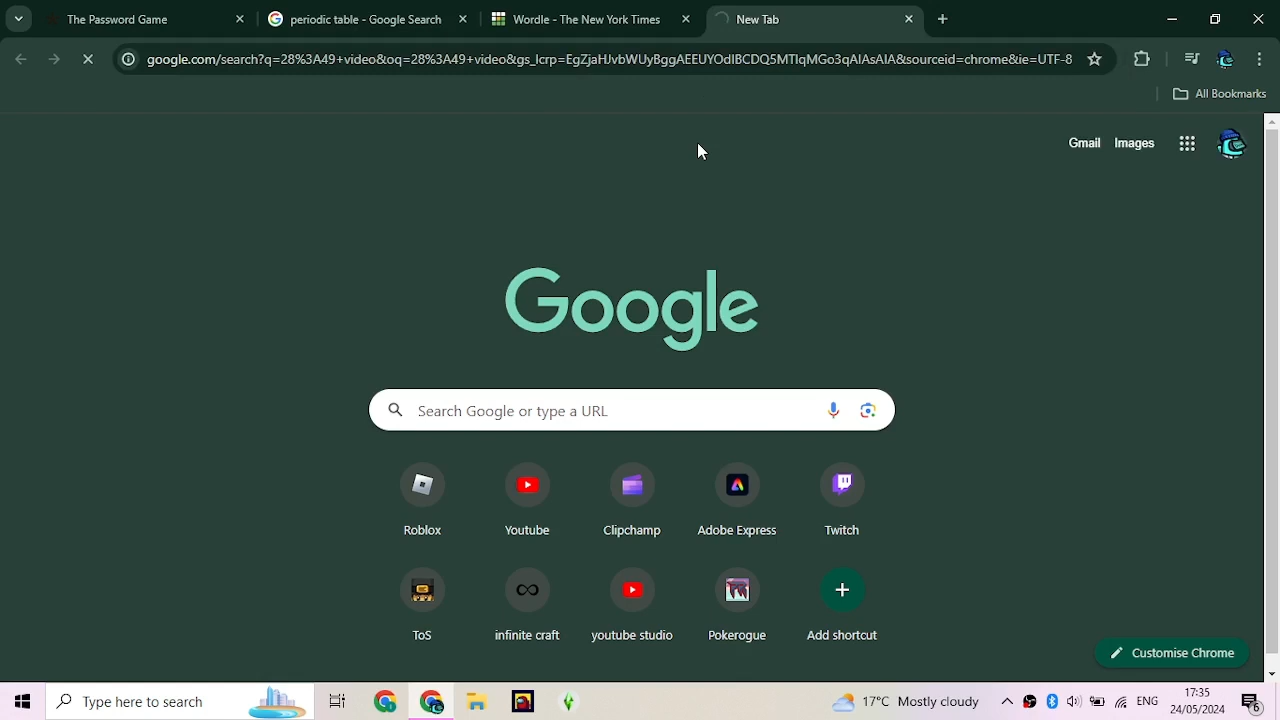 The Password Game
periodic table - Google Search
Wordle - The New York Times
New Tab
google.com/search?q=28%3A49+video&oq=28%3A49+video&gs_lcrp=EgZjaHJvbWUyBggAEEUYOdIBCDQ5MTlqMGo3qAIAsAIA&sourceid=chrome&ie=UTF-8
All Bookmarks
Gmail Images
Google
Search Google or type a URL
Roblox
Youtube
Clipchamp
Adobe Express
Twitch
ToS
infinite craft
youtube studio
Pokerogue
Add shortcut
Customise Chrome
Type here to search
17°C Mostly cloudy
ENG
17:35
24/05/2024
6